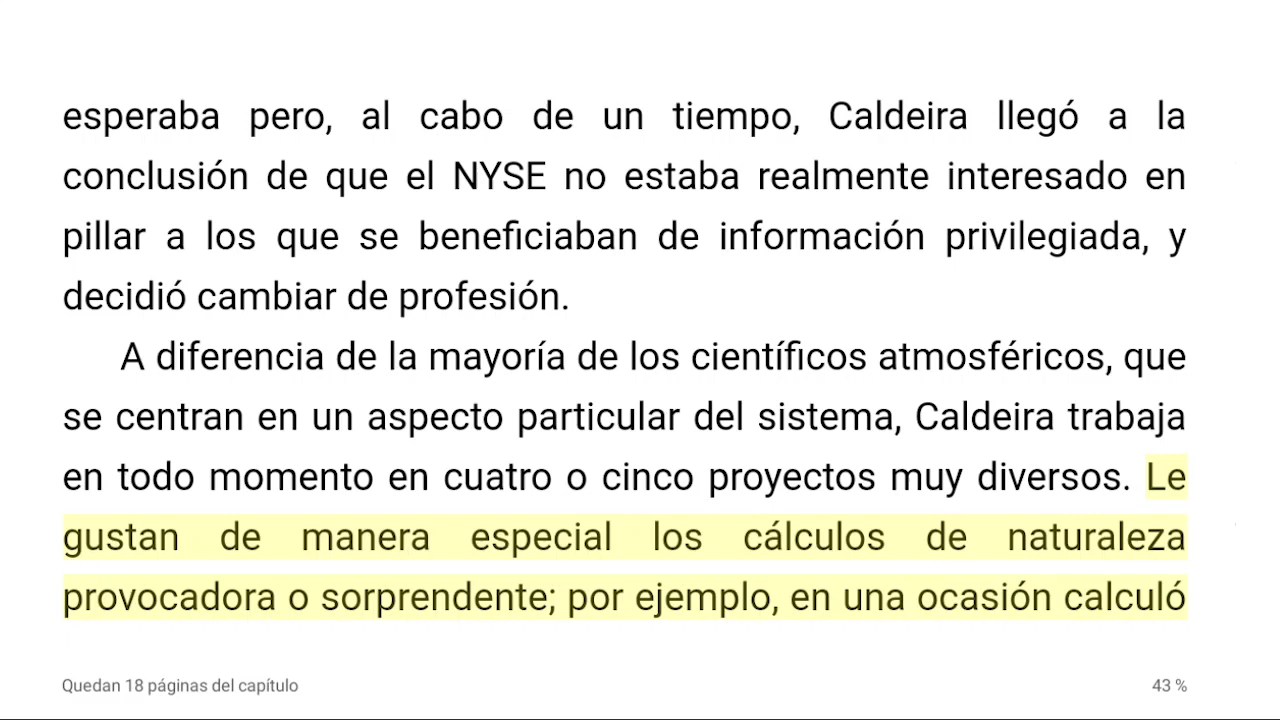 esperaba pero, al cabo de un tiempo, Caldeira llegó a la
conclusión de que el NYSE no estaba realmente interesado en
pillar a los que se beneficiaban de información privilegiada, y
decidió cambiar de profesión.
A diferencia de la mayoría de los científicos atmosféricos, que
se centran en un aspecto particular del sistema, Caldeira trabaja
en todo momento en cuatro o cinco proyectos muy diversos. Le
gustan de manera especial los cálculos de naturaleza
provocadora o sorprendente; por ejemplo, en una ocasión calculó
Quedan 18 páginas del capítulo
43 %